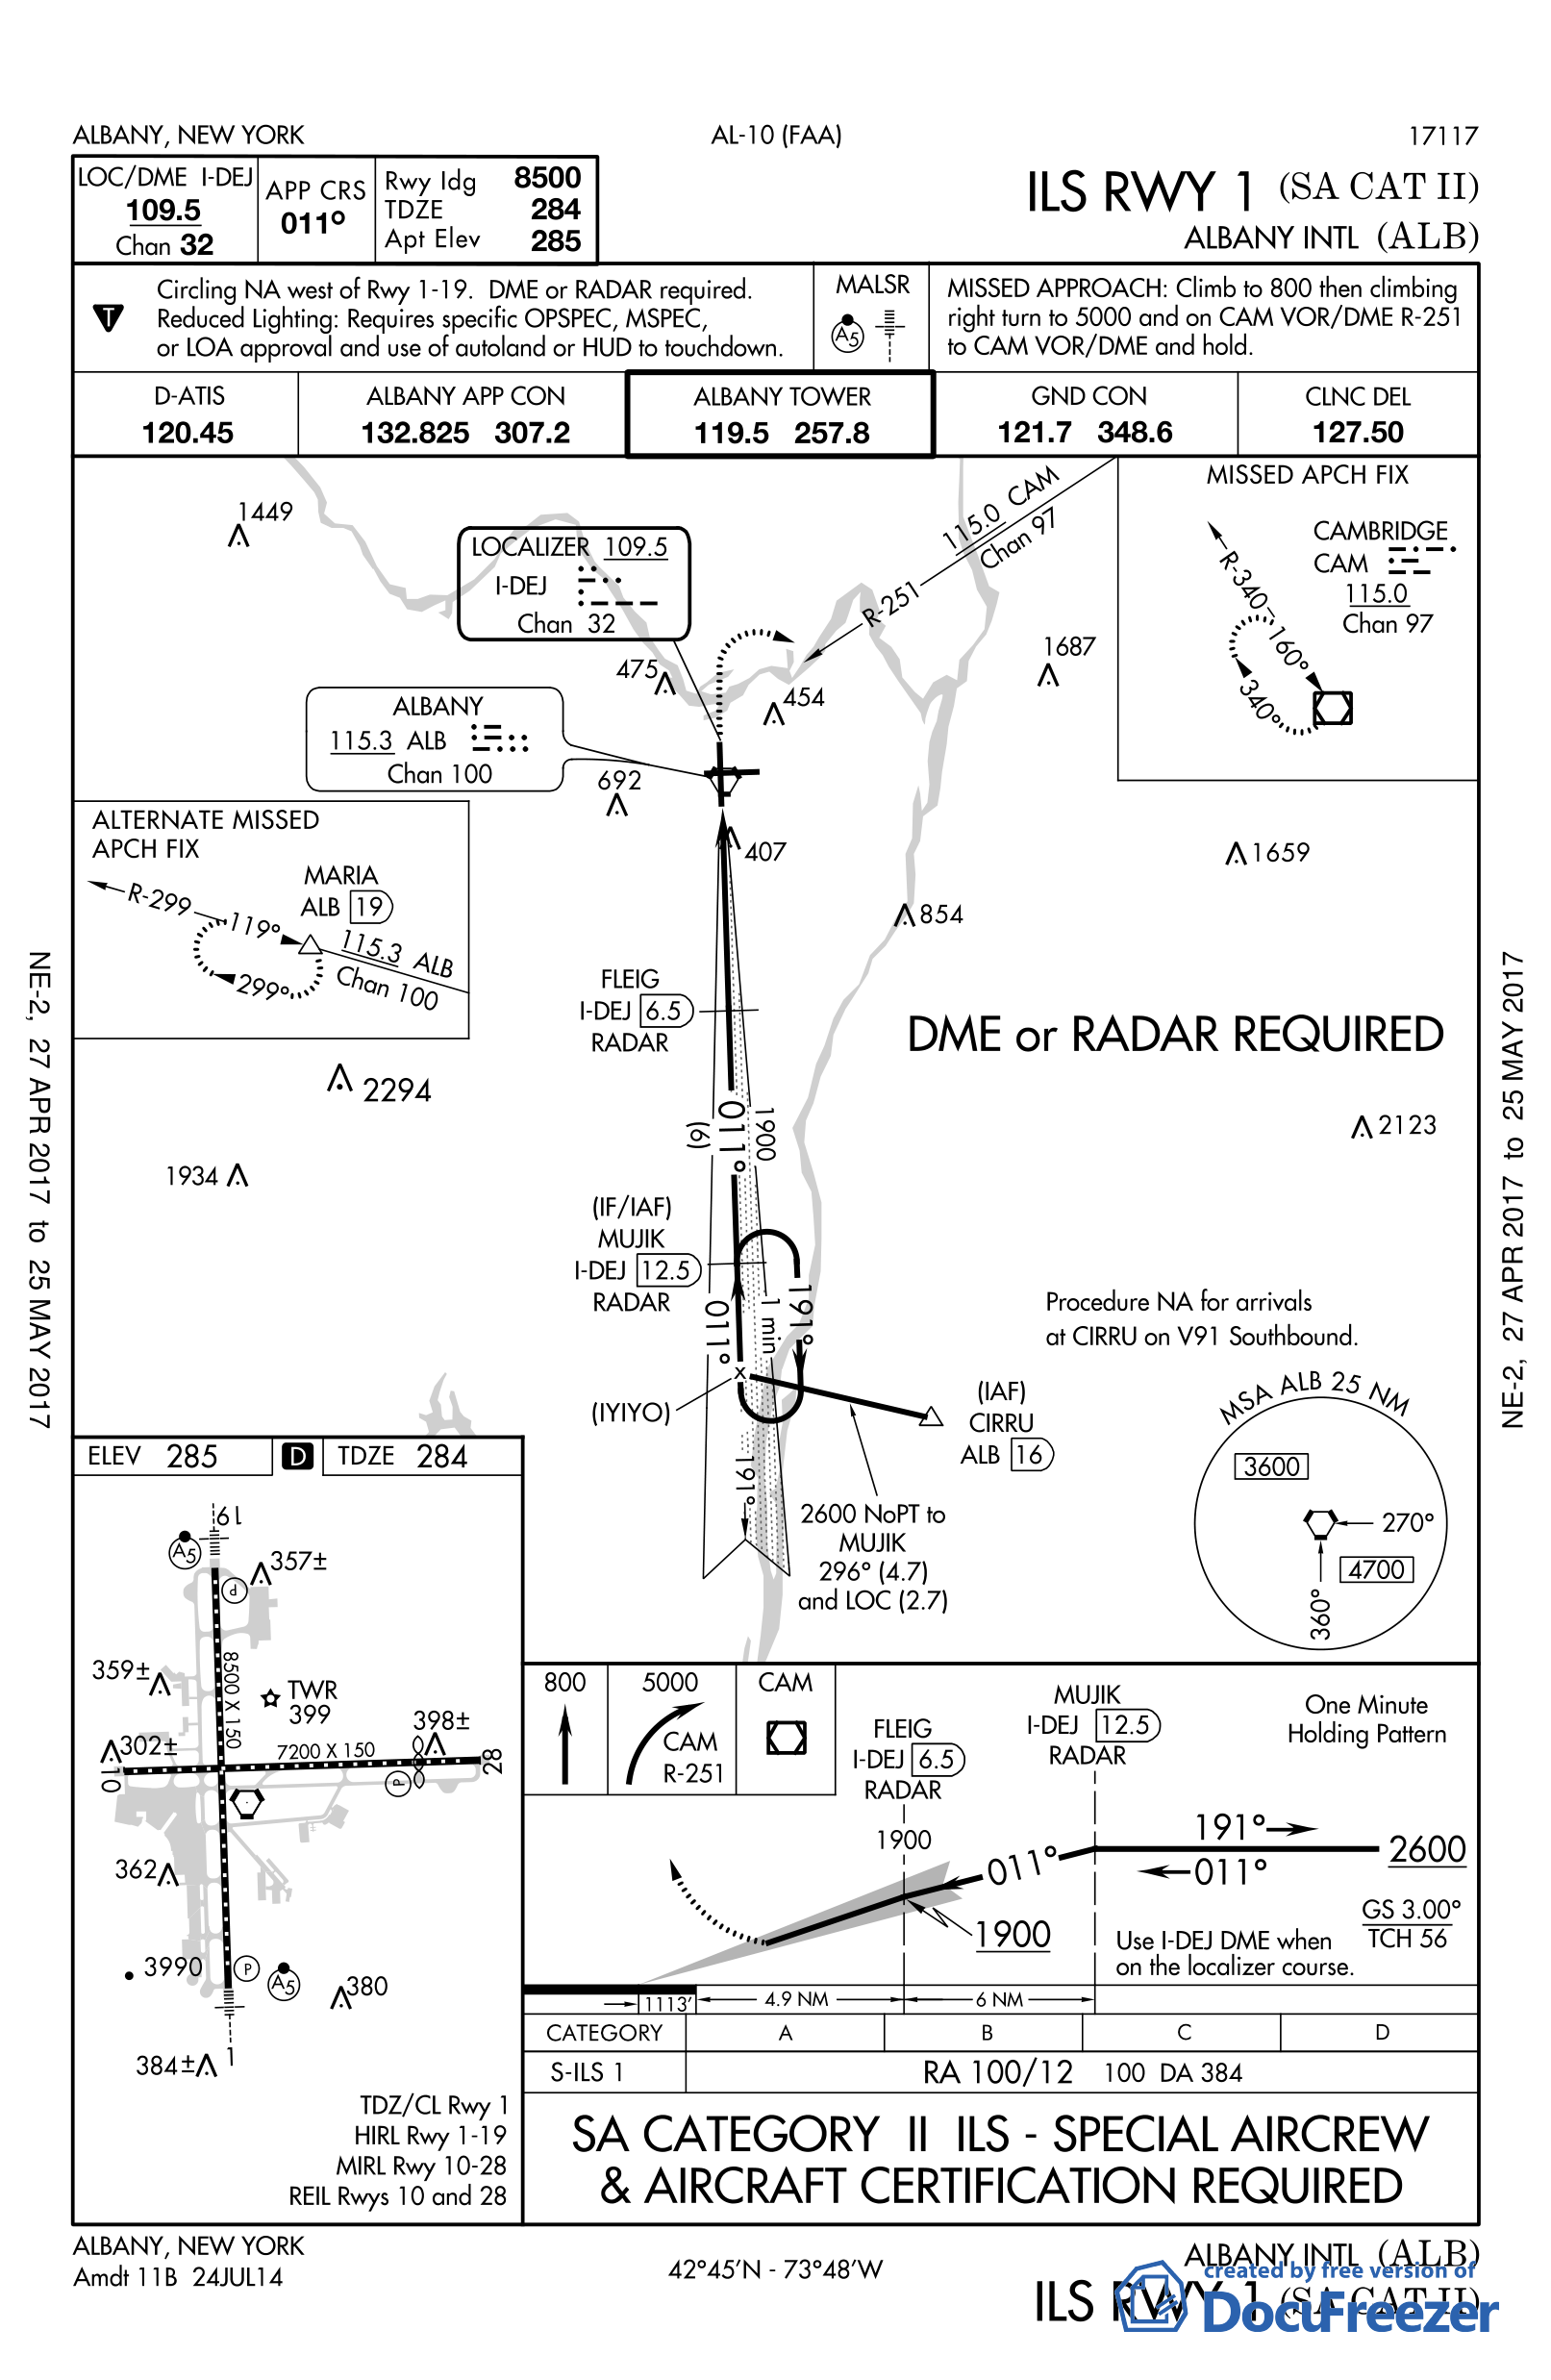 ALBANY, NEW YORK
AL-10 (FAA)
17117
LOC/DME I-DEJ
109.5
Chan 32
APP CRS
011°
Rwy Idg 8500
TDZE 284
Apt Elev 285
ILS RWY 1 (SA CAT II)
ALBANY INTL (ALB)
T
Circling NA west of Rwy 1-19. DME or RADAR required.
Reduced Lighting: Requires specific OPSPEC, MSPEC,
or LOA approval and use of autoland or HUD to touchdown.
MALSR
A5
MISSED APPROACH: Climb to 800 then climbing
right turn to 5000 and on CAM VOR/DME R-251
to CAM VOR/DME and hold.
D-ATIS
120.45
ALBANY APP CON
132.825 307.2
ALBANY TOWER
119.5 257.8
GND CON
121.7 348.6
CLNC DEL
127.50
1449
LOCALIZER 109.5
I-DEJ
Chan 32
115.0 CAM
Chan 97
R-251
MISSED APCH FIX
CAMBRIDGE
CAM
115.0
Chan 97
R-340
160°
340°
475
454
1687
ALBANY
115.3 ALB
Chan 100
692
407
1659
854
ALTERNATE MISSED
APCH FIX
MARIA
ALB 19
R-299
119°
299°
115.3 ALB
Chan 100
FLEIG
I-DEJ 6.5
RADAR
DME or RADAR REQUIRED
2294
2123
1934
011°
(6)
1900
(IF/IAF)
MUJIK
I-DEJ 12.5
RADAR
011°
1 min
191°
X
(IYIYO)
191°
Procedure NA for arrivals
at CIRRU on V91 Southbound.
(IAF)
CIRRU
ALB 16
2600 NoPT to
MUJIK
296° (4.7)
and LOC (2.7)
MSA ALB 25 NM
3600
270°
4700
360°
NE-2, 27 APR 2017 to 25 MAY 2017
NE-2, 27 APR 2017 to 25 MAY 2017
ELEV 285
D
TDZE 284
19
A5
357±
P
359±
8500 X 150
TWR
399
398±
302±
7200 X 150
10
28
P
362
3990
P
A5
380
384±
1
TDZ/CL Rwy 1
HIRL Rwy 1-19
MIRL Rwy 10-28
REIL Rwys 10 and 28
800
5000
CAM
R-251
CAM
FLEIG
I-DEJ 6.5
RADAR
MUJIK
I-DEJ 12.5
RADAR
One Minute
Holding Pattern
1900
011°
191°
011°
2600
1900
GS 3.00°
TCH 56
Use I-DEJ DME when
on the localizer course.
1113'
4.9 NM
6 NM
CATEGORY A B C D
S-ILS 1 RA 100/12 100 DA 384
SA CATEGORY II ILS - SPECIAL AIRCREW
& AIRCRAFT CERTIFICATION REQUIRED
ALBANY, NEW YORK
Amdt 11B 24JUL14
42°45'N - 73°48'W
ALBANY INTL (ALB)
ILS RWY 1 (SA CAT II)
created by free version of
DocuFreezer